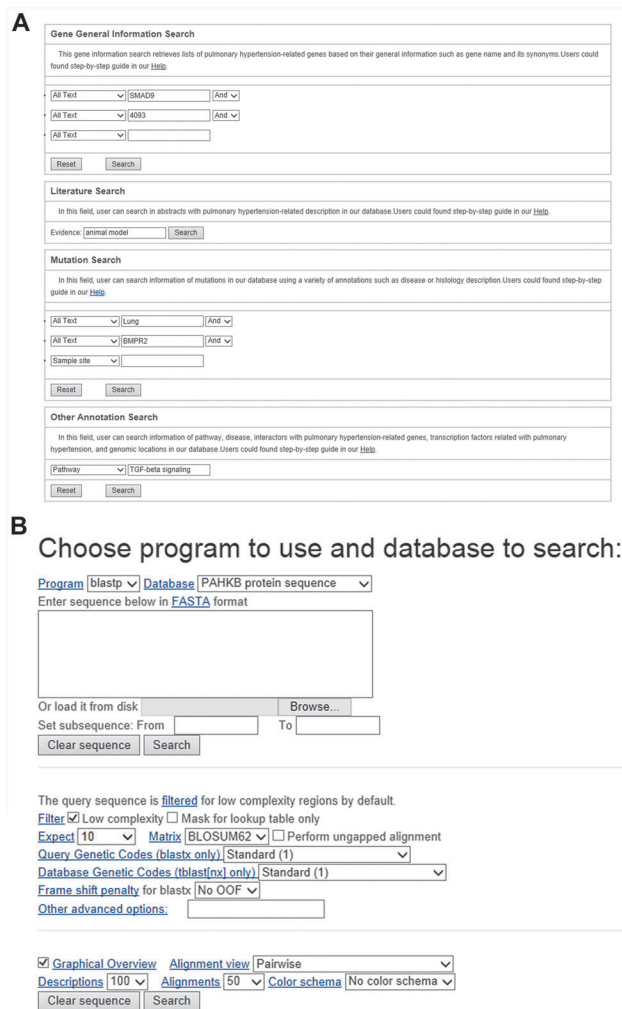 A
Gene General Information Search
This gene information search retrieves lists of pulmonary hypertension-related genes based on their general information such as gene name and its synonyms.Users could
found step-by-step guide in our Help.
All Text SMAD9 And
All Text 4093 And
All Text
Reset Search
Literature Search
In this field, user can search in abstracts with pulmonary hypertension-related description in our database.Users could found step-by-step guide in our Help.
Evidence: animal model Search
Mutation Search
In this field, user can search information of mutations in our database using a variety of annotations such as disease or histology description.Users could found step-by-step
guide in our Help.
All Text Lung And
All Text BMPR2 And
Sample site
Reset Search
Other Annotation Search
In this field, user can search information of pathway, disease, interactors with pulmonary hypertension-related genes, transcription factors related with pulmonary
hypertension, and genomic locations in our database.Users could found step-by-step guide in our Help.
Pathway TGF-beta signaling
Reset Search
B
Choose program to use and database to search:
Program blastp Database PAHKB protein sequence
Enter sequence below in FASTA format
Or load it from disk Browse...
Set subsequence: From To
Clear sequence Search
The query sequence is filtered for low complexity regions by default.
Filter Low complexity Mask for lookup table only
Expect 10 Matrix BLOSUM62 Perform ungapped alignment
Query Genetic Codes (blastx only) Standard (1)
Database Genetic Codes (tblast[nx] only) Standard (1)
Frame shift penalty for blastx No OOF
Other advanced options:
Graphical Overview Alignment view Pairwise
Descriptions 100 Alignments 50 Color schema No color schema
Clear sequence Search